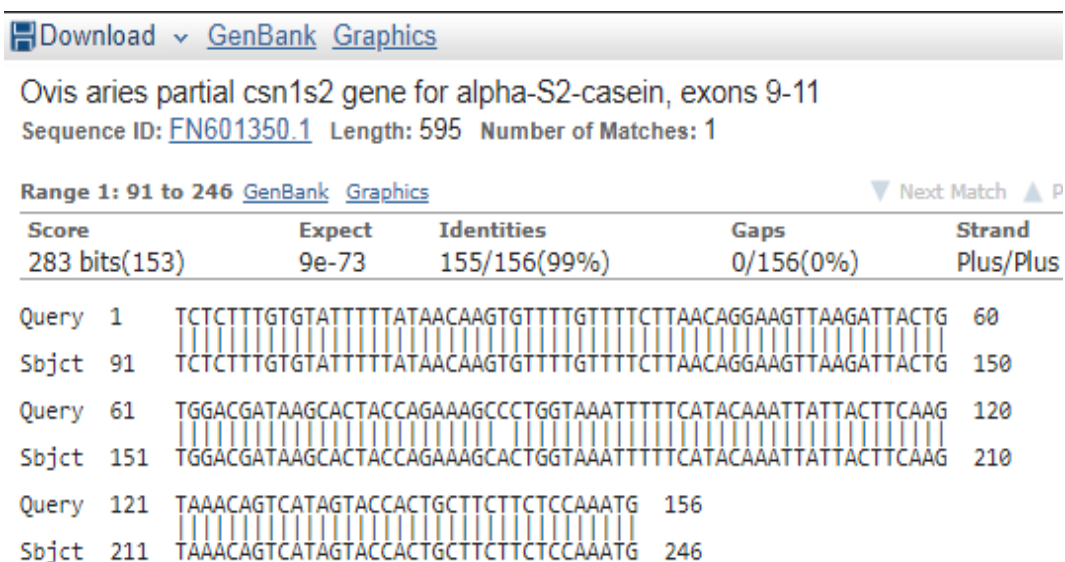 Download GenBank Graphics
Ovis aries partial csn1s2 gene for alpha-S2-casein, exons 9-11
Sequence ID: FN601350.1 Length: 595 Number of Matches: 1
Range 1: 91 to 246 GenBank Graphics Next Match P
Score Expect Identities Gaps Strand
283 bits(153) 9e-73 155/156(99%) 0/156(0%) Plus/Plus
Query 1 TCTCTTTGTGTATTTTTATAACAAGTGTTTTGTTTTCTTAACAGGAAGTTAAGATTACTG 60
Sbjct 91 TCTCTTTGTGTATTTTTATAACAAGTGTTTTGTTTTCTTAACAGGAAGTTAAGATTACTG 150
Query 61 TGGACGATAAGCACTACCAGAAAGCCCTGGTAAATTTTTCATACAAATTATTACTTCAAG 120
Sbjct 151 TGGACGATAAGCACTACCAGAAAGCACTGGTAAATTTTTCATACAAATTATTACTTCAAG 210
Query 121 TAAACAGTCATAGTACCACTGCTTCTTCTCCAAATG 156
Sbjct 211 TAAACAGTCATAGTACCACTGCTTCTTCTCCAAATG 246